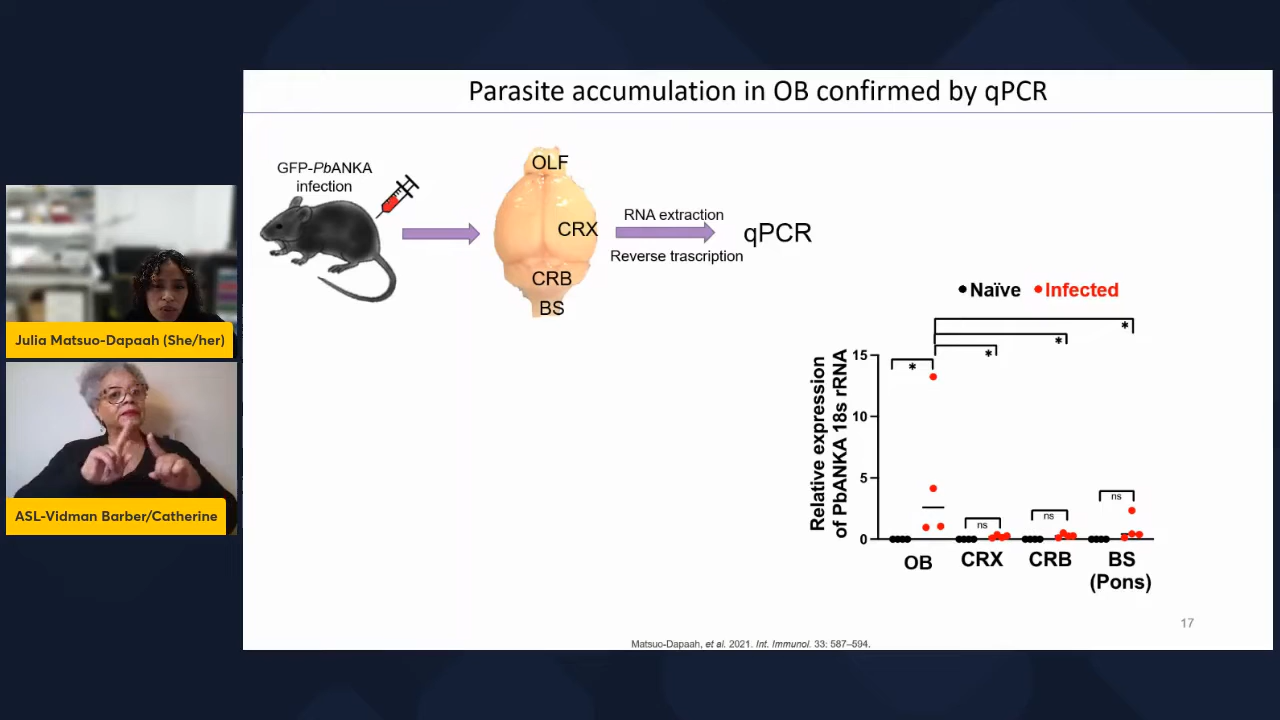 Parasite accumulation in OB confirmed by qPCR
GFP-PbANKA
infection
OLF
CRX
CRB
BS
RNA extraction
Reverse trascription
qPCR
Naïve
Infected
*
*
*
*
Relative expression
of PbANKA 18s rRNA
15
10
5
0
ns
ns
ns
OB
CRX
CRB
BS
(Pons)
17
Matsuo-Dapaah, et al. 2021. Int. Immunol. 33: 587–594.
Julia Matsuo-Dapaah (She/her)
ASL-Vidman Barber/Catherine